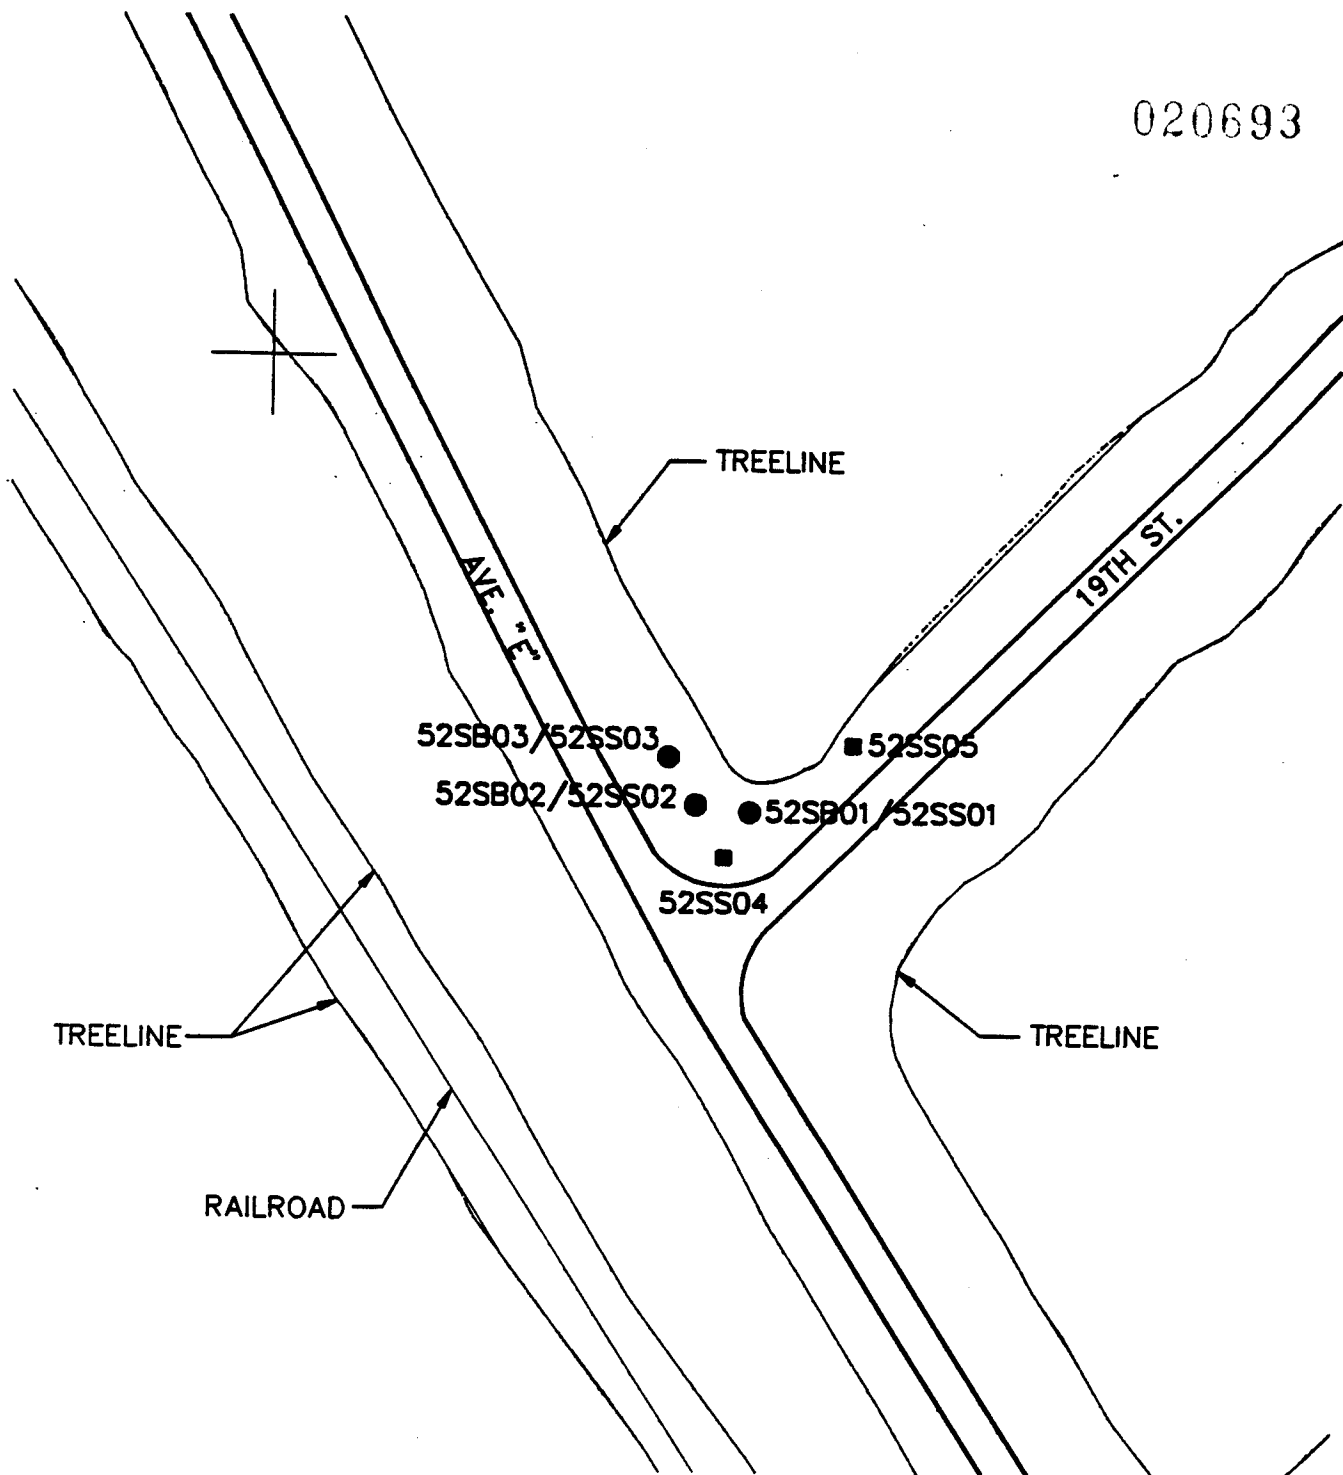 020693
TREELINE
19TH ST.
AVE. "E"
52SB03/52SS03
52SS05
52SB02/52SS02
52SB01/52SS01
52SS04
TREELINE
TREELINE
RAILROAD